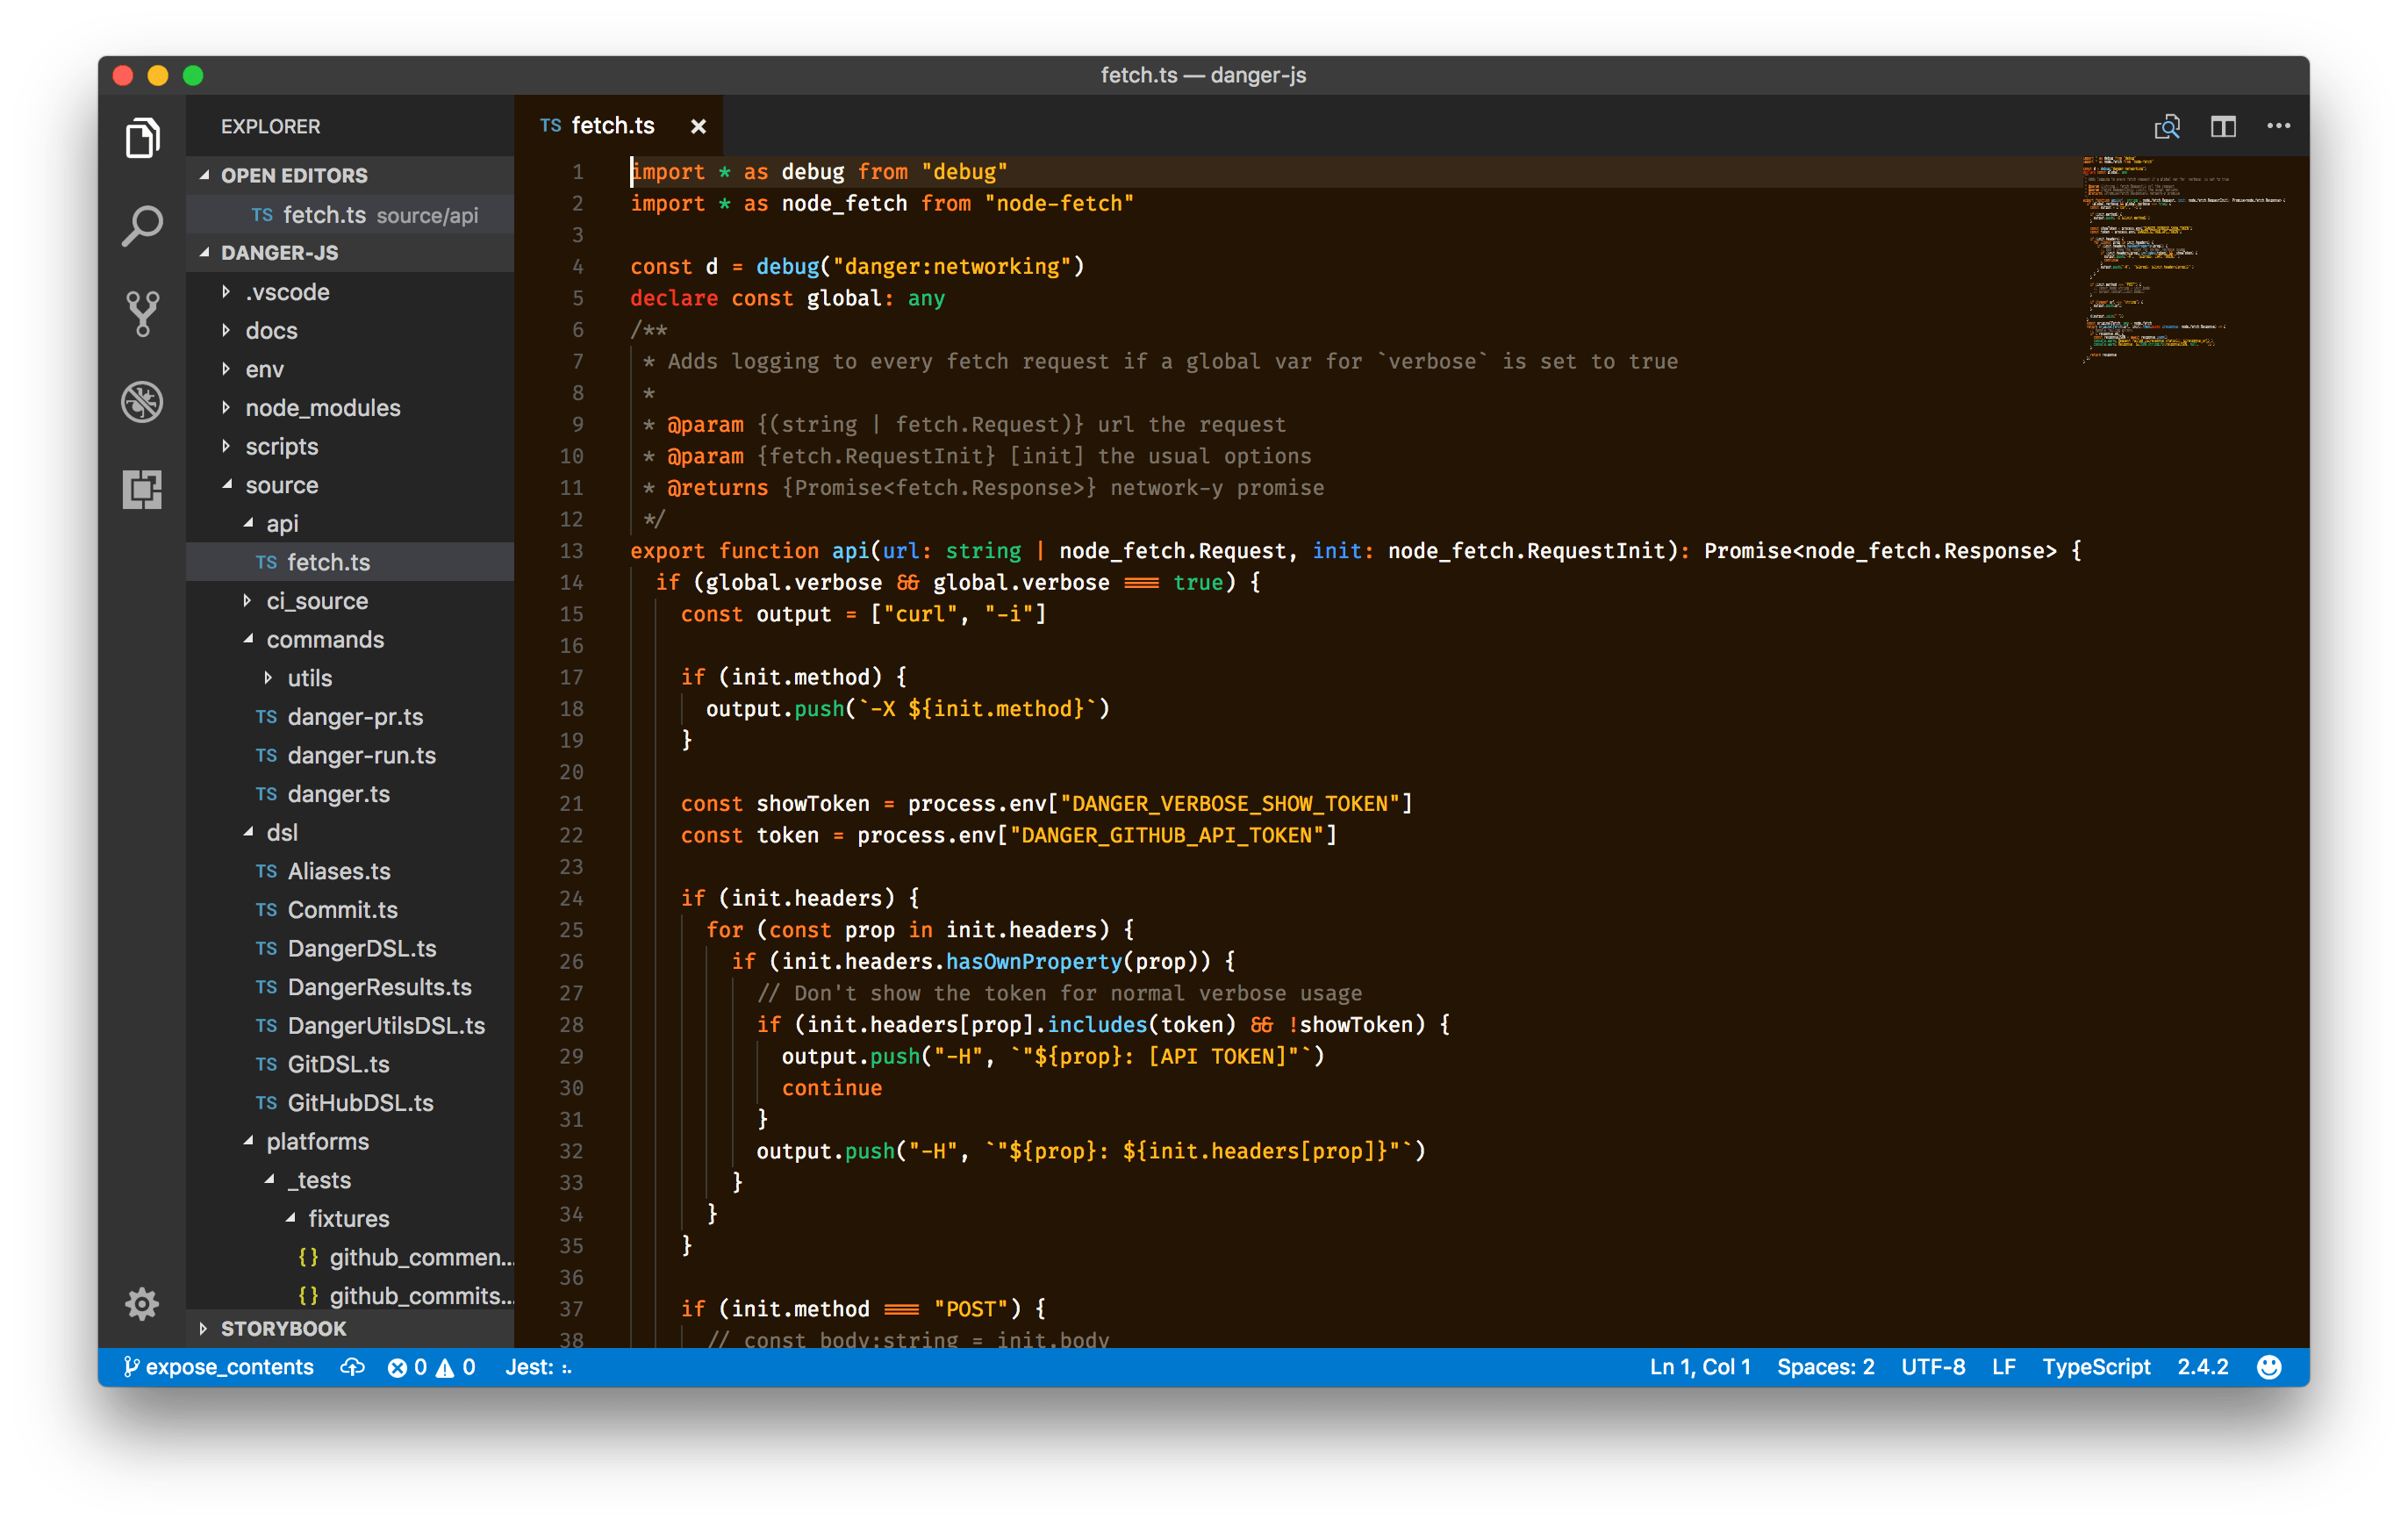 fetch.ts — danger-js
EXPLORER
OPEN EDITORS
TS fetch.ts source/api
DANGER-JS
.vscode
docs
env
node_modules
scripts
source
api
TS fetch.ts
ci_source
commands
utils
TS danger-pr.ts
TS danger-run.ts
TS danger.ts
dsl
TS Aliases.ts
TS Commit.ts
TS DangerDSL.ts
TS DangerResults.ts
TS DangerUtilsDSL.ts
TS GitDSL.ts
TS GitHubDSL.ts
platforms
_tests
fixtures
{} github_commen...
{} github_commits...
STORYBOOK
TS fetch.ts ×
1 import * as debug from "debug"
2 import * as node_fetch from "node-fetch"
3
4 const d = debug("danger:networking")
5 declare const global: any
6 /**
7 * Adds logging to every fetch request if a global var for `verbose` is set to true
8 *
9 * @param {(string | fetch.Request)} url the request
10 * @param {fetch.RequestInit} [init] the usual options
11 * @returns {Promise<fetch.Response>} network-y promise
12 */
13 export function api(url: string | node_fetch.Request, init: node_fetch.RequestInit): Promise<node_fetch.Response> {
14 if (global.verbose && global.verbose === true) {
15 const output = ["curl", "-i"]
16
17 if (init.method) {
18 output.push(`-X ${init.method}`)
19 }
20
21 const showToken = process.env["DANGER_VERBOSE_SHOW_TOKEN"]
22 const token = process.env["DANGER_GITHUB_API_TOKEN"]
23
24 if (init.headers) {
25 for (const prop in init.headers) {
26 if (init.headers.hasOwnProperty(prop)) {
27 // Don't show the token for normal verbose usage
28 if (init.headers[prop].includes(token) && !showToken) {
29 output.push("-H", `"${prop}: [API TOKEN]"`)
30 continue
31 }
32 output.push("-H", `"${prop}: ${init.headers[prop]}"`)
33 }
34 }
35 }
36
37 if (init.method === "POST") {
38 // const body:string = init.body
expose_contents 0 0 Jest: :.
Ln 1, Col 1 Spaces: 2 UTF-8 LF TypeScript 2.4.2